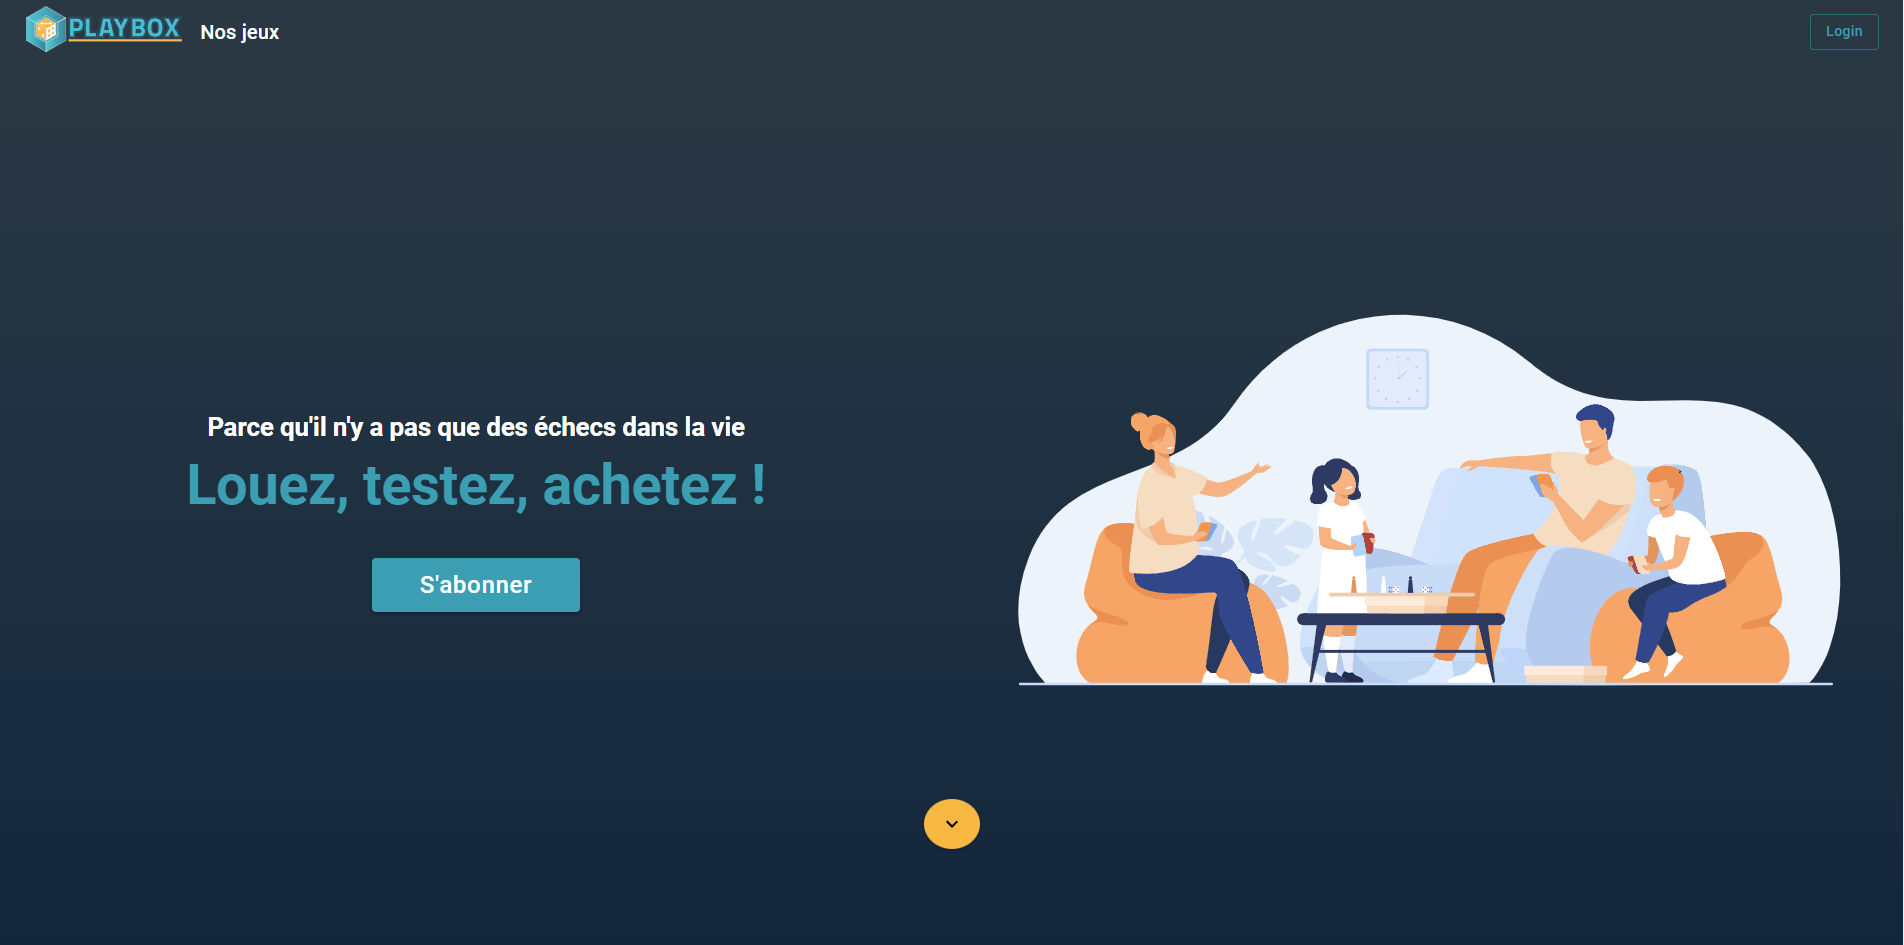 PLAYBOX
Nos jeux
Login
Parce qu'il n'y a pas que des échecs dans la vie
Louez, testez, achetez !
S'abonner